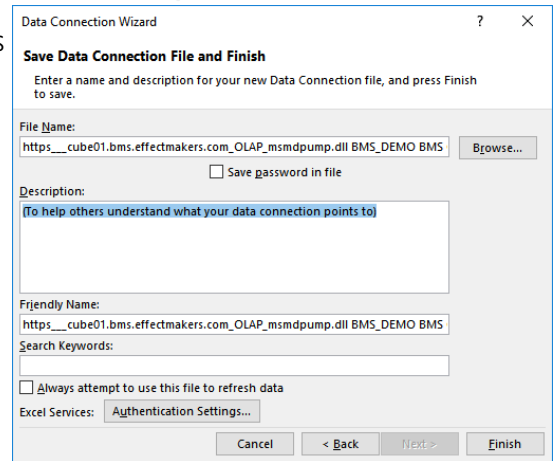 Data Connection Wizard ? ×
s
Save Data Connection File and Finish
Enter a name and description for your new Data Connection file, and press Finish
to save.
File Name:
https___cube01.bms.effectmakers.com_OLAP_msmdpump.dll BMS_DEMO BMS
Browse...
Save password in file
Description:
(To help others understand what your data connection points to)
Friendly Name:
https___cube01.bms.effectmakers.com_OLAP_msmdpump.dll BMS_DEMO BMS
Search Keywords:
Always attempt to use this file to refresh data
Excel Services: Authentication Settings...
Cancel < Back Next > Finish